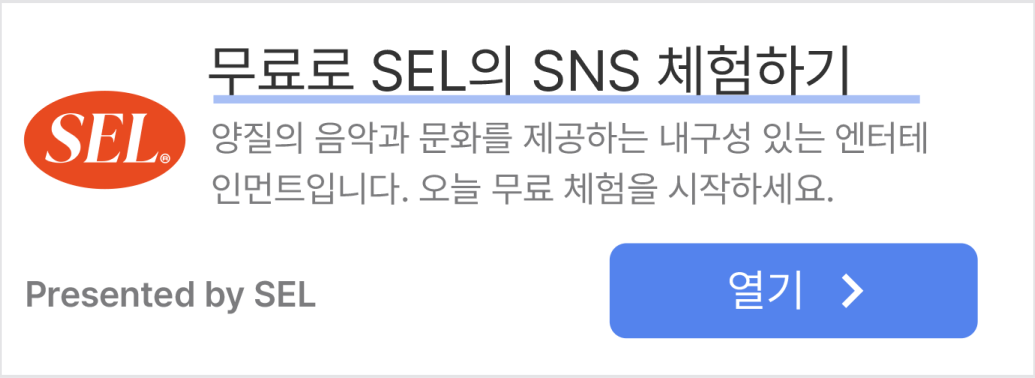 무료로 SEL의 SNS 체험하기
SEL®
양질의 음악과 문화를 제공하는 내구성 있는 엔터테
인먼트입니다. 오늘 무료 체험을 시작하세요.
Presented by SEL
열기